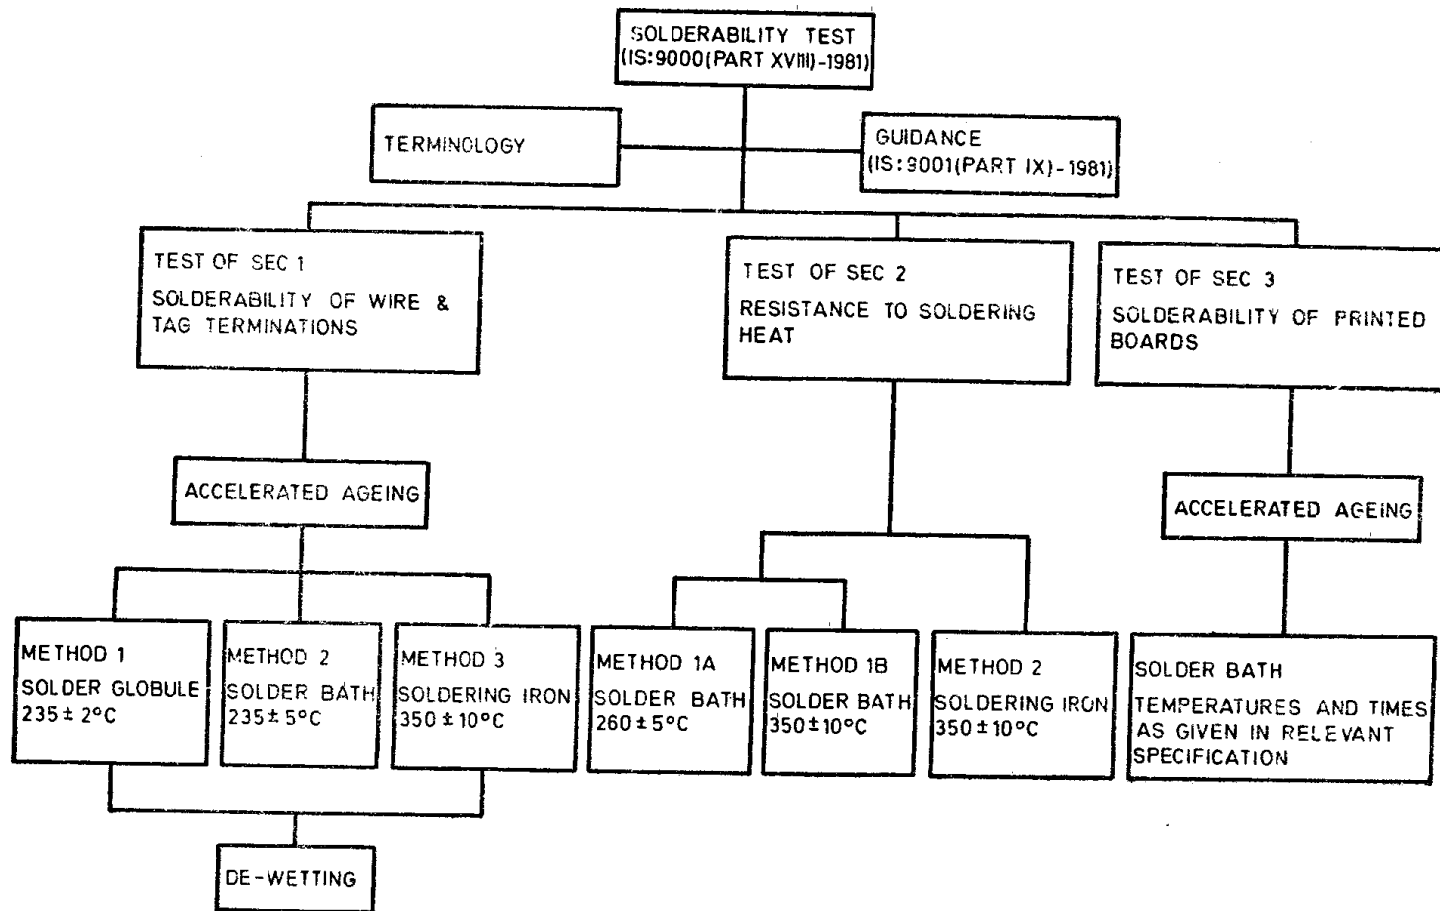 SOLDERABILITY TEST
(IS:9000(PART XVIII)-1981)
TERMINOLOGY
GUIDANCE
(IS:9001(PART IX)-1981)
TEST OF SEC 1
SOLDERABILITY OF WIRE &
TAG TERMINATIONS
TEST OF SEC 2
RESISTANCE TO SOLDERING
HEAT
TEST OF SEC 3
SOLDERABILITY OF PRINTED
BOARDS
ACCELERATED AGEING
ACCELERATED AGEING
METHOD 1
SOLDER GLOBULE
235± 2°C
METHOD 2
SOLDER BATH
235± 5°C
METHOD 3
SOLDERING IRON
350±10°C
METHOD 1A
SOLDER BATH
260±5°C
METHOD 1B
SOLDER BATH
350±10°C
METHOD 2
SOLDERING IRON
350±10°C
SOLDER BATH
TEMPERATURES AND TIMES
AS GIVEN IN RELEVANT
SPECIFICATION
DE-WETTING